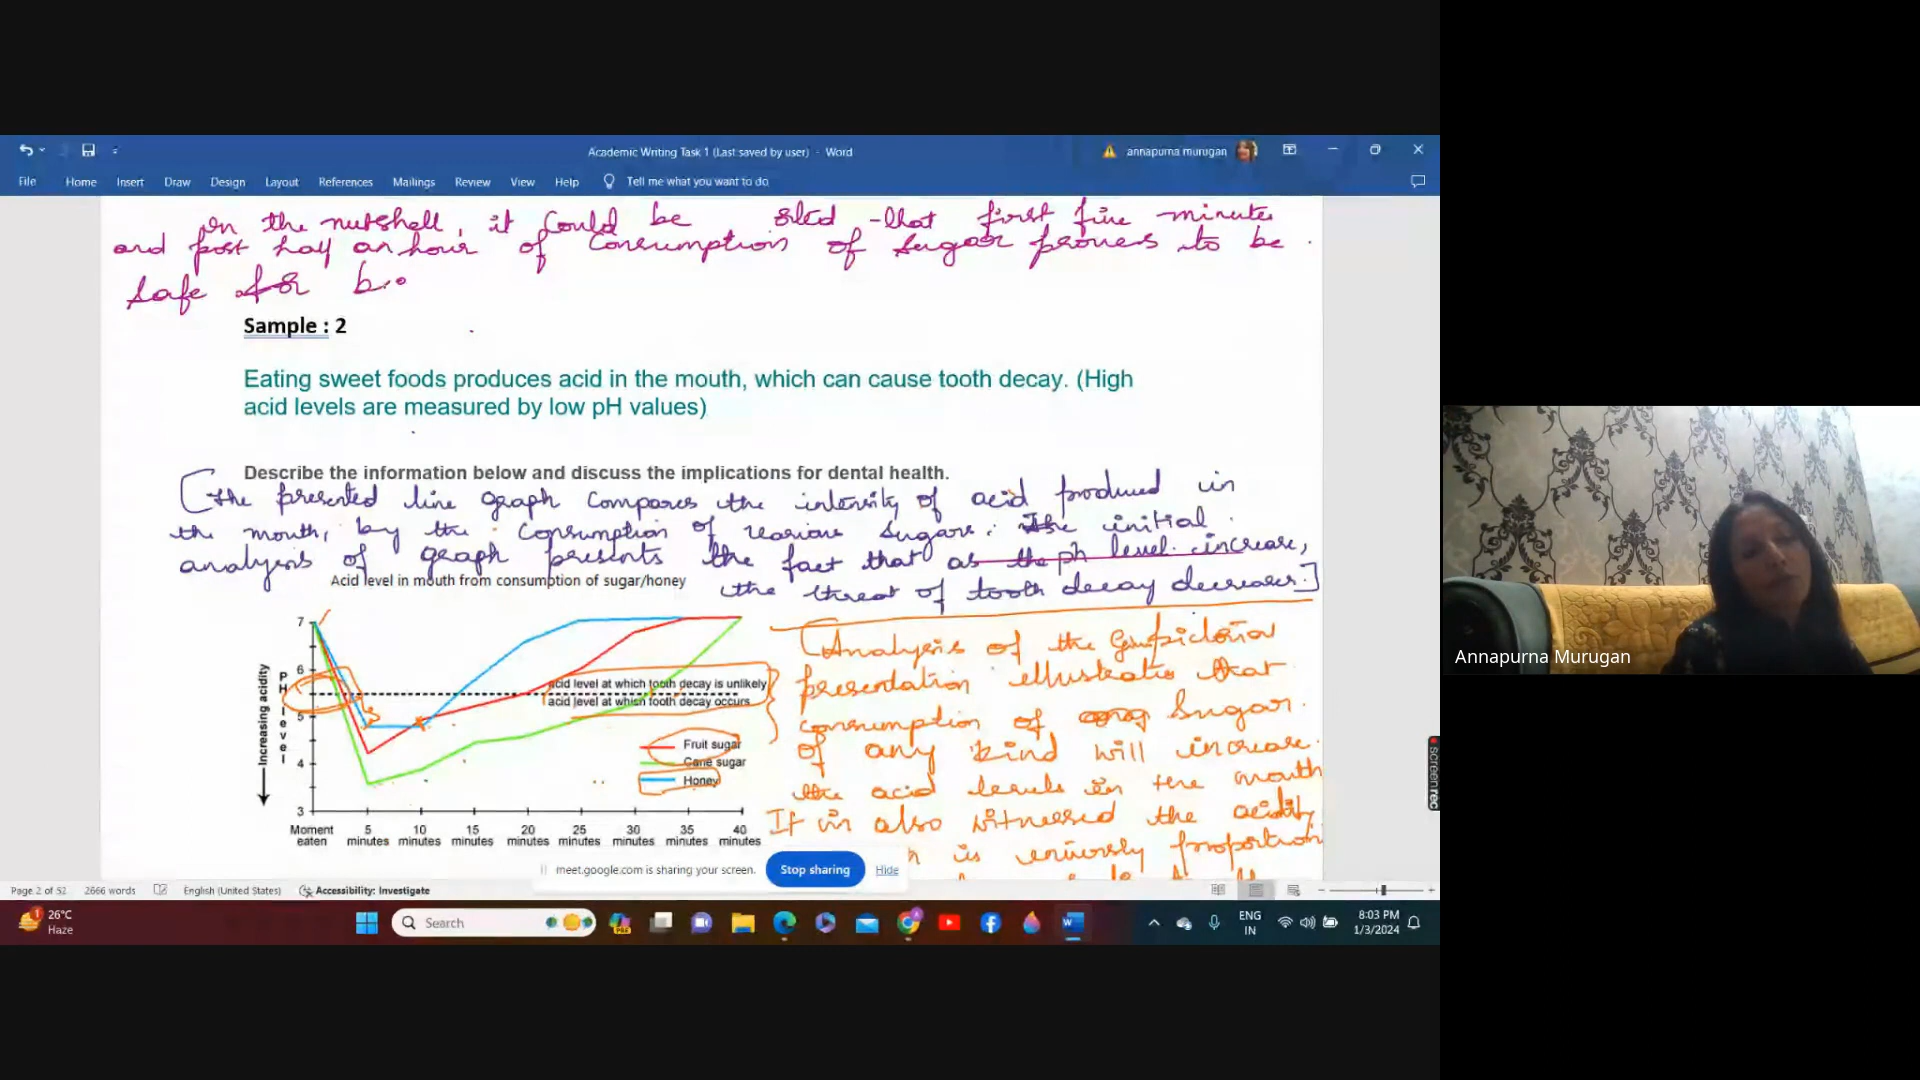 Academic Writing Task 1 (Last saved by user) - Word
annapurna murugan
File Home Insert Draw Design Layout References Mailings Review View Help Tell me what you want to do
In the nutshell, it could be that first five minutes
and post half an hour of consumption of sugar proves to be
safe for
Sample : 2
Eating sweet foods produces acid in the mouth, which can cause tooth decay. (High
acid levels are measured by low pH values)
Describe the information below and discuss the implications for dental health.
[The presented line graph compares the intensity of acid produced in
the mouth, by the consumption of various sugars. The initial
analysis of graph presents the fact that as the ph level increase,
the threat of tooth decay decreases.]
Acid level in mouth from consumption of sugar/honey
[Analysis of the
presentation illustrates that
consumption of sugar
of any kind will increase
the acid levels in the mouth
It is also witnessed the acidity
is proportion
Increasing acidity
PH level
7
6
5
4
3
acid level at which tooth decay is unlikely
acid level at which tooth decay occurs
Fruit sugar
Cane sugar
Honey
Moment eaten
5 minutes
10 minutes
15 minutes
20 minutes
25 minutes
30 minutes
35 minutes
40 minutes
meet.google.com is sharing your screen. Stop sharing Hide
Page 2 of 52 2666 words English (United States) Accessibility: Investigate
26°C
Haze
Search
ENG
IN
8:03 PM
1/3/2024
screenrec
Annapurna Murugan